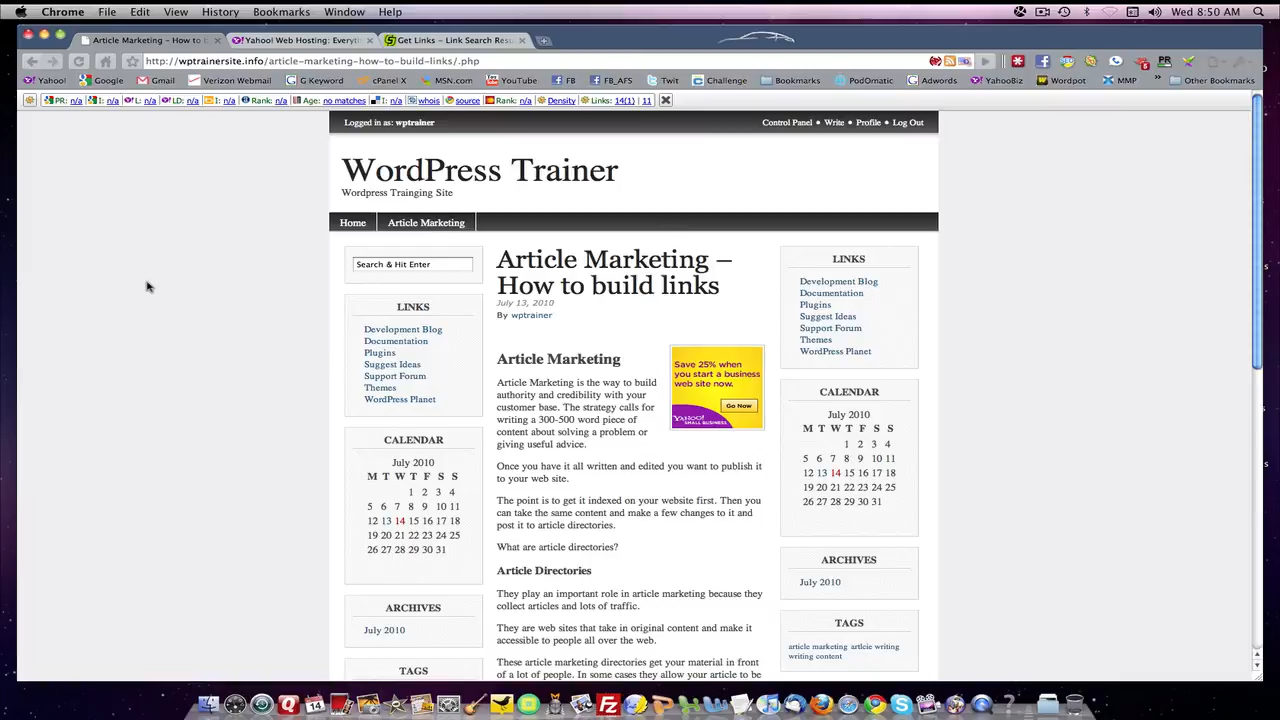 Chrome File Edit View History Bookmarks Window Help Wed 8:50 AM
Article Marketing – How to b Yahoo! Web Hosting: Everyth Get Links – Link Search Resu
http://wptrainersite.info/article-marketing-how-to-build-links/.php
Yahoo! Google Gmail Verizon Webmail G Keyword cPanel X MSN.com YouTube FB FB_AFS Twit Challenge Bookmarks PodOmatic Adwords YahooBiz Wordpot MMP » Other Bookmarks
PR: n/a I: n/a L: n/a LD: n/a I: n/a Rank: n/a Age: no matches I: n/a whois source Rank: n/a Density Links: 14(1) | 11
Logged in as: wptrainer Control Panel • Write • Profile • Log Out
WordPress Trainer
Wordpress Trainging Site
Home Article Marketing
Search & Hit Enter
LINKS
Development Blog
Documentation
Plugins
Suggest Ideas
Support Forum
Themes
WordPress Planet
CALENDAR
July 2010
M T W T F S S
1 2 3 4
5 6 7 8 9 10 11
12 13 14 15 16 17 18
19 20 21 22 23 24 25
26 27 28 29 30 31
ARCHIVES
July 2010
TAGS
Article Marketing –
How to build links
July 13, 2010
By wptrainer
Article Marketing
Article Marketing is the way to build
authority and credibility with your
customer base. The strategy calls for
writing a 300-500 word piece of
content about solving a problem or
giving useful advice.
Save 25% when
you start a business
web site now.
Go Now
YAHOO!
SMALL BUSINESS
Once you have it all written and edited you want to publish it
to your web site.
The point is to get it indexed on your website first. Then you
can take the same content and make a few changes to it and
post it to article directories.
What are article directories?
Article Directories
They play an important role in article marketing because they
collect articles and lots of traffic.
They are web sites that take in original content and make it
accessible to people all over the web.
These article marketing directories get your material in front
of a lot of people. In some cases they allow your article to be
LINKS
Development Blog
Documentation
Plugins
Suggest Ideas
Support Forum
Themes
WordPress Planet
CALENDAR
July 2010
M T W T F S S
1 2 3 4
5 6 7 8 9 10 11
12 13 14 15 16 17 18
19 20 21 22 23 24 25
26 27 28 29 30 31
ARCHIVES
July 2010
TAGS
article marketing artlcie writing
writing content